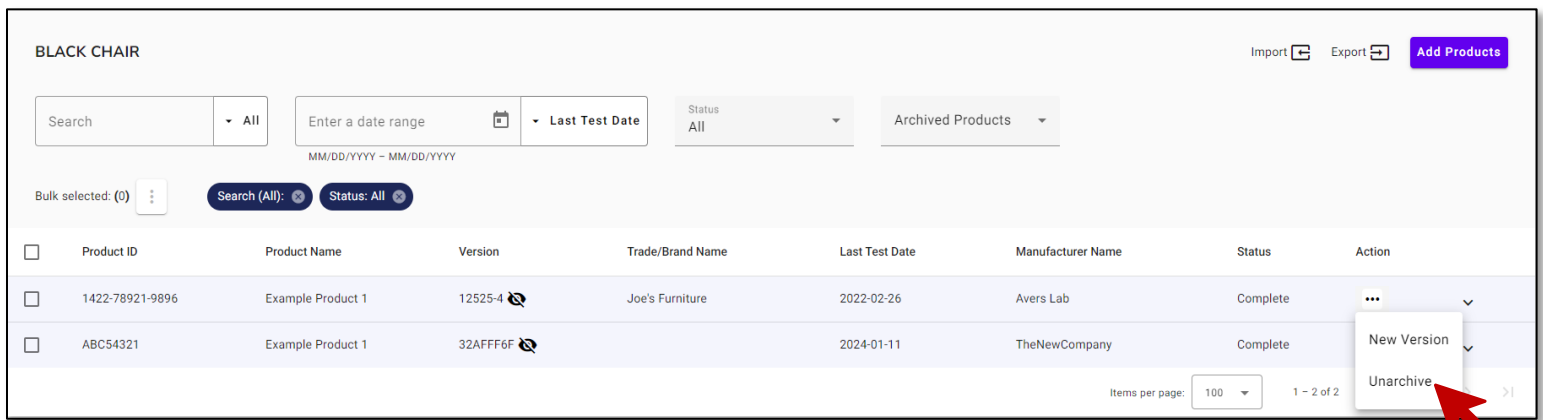 BLACK CHAIR
Import Export Add Products
Search All Enter a date range Last Test Date Status All Archived Products
MM/DD/YYYY – MM/DD/YYYY
Bulk selected: (0) Search (All): Status: All
Product ID Product Name Version Trade/Brand Name Last Test Date Manufacturer Name Status Action
1422-78921-9896 Example Product 1 12525-4 Joe's Furniture 2022-02-26 Avers Lab Complete
ABC54321 Example Product 1 32AFFF6F 2024-01-11 TheNewCompany Complete
New Version
Unarchive
Items per page: 100 1 – 2 of 2